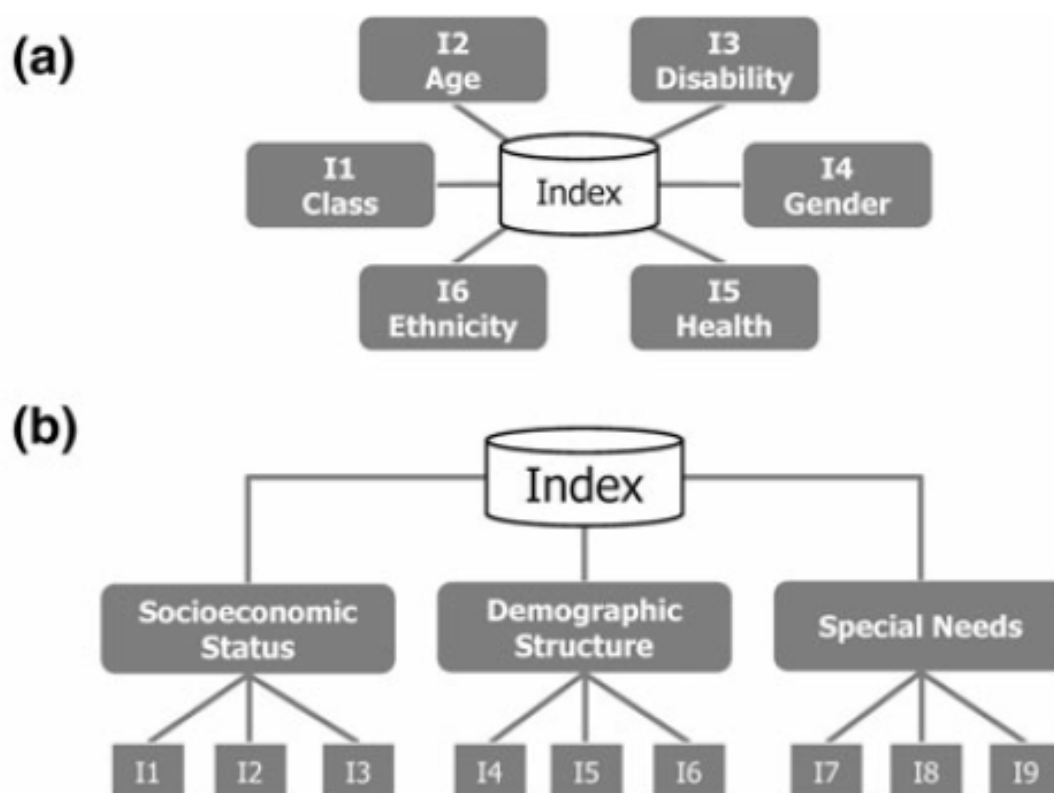 (a)
I2
Age
I3
Disability
I1
Class
Index
I4
Gender
I6
Ethnicity
I5
Health
(b)
Index
Socioeconomic
Status
Demographic
Structure
Special Needs
I1 I2 I3 I4 I5 I6 I7 I8 I9